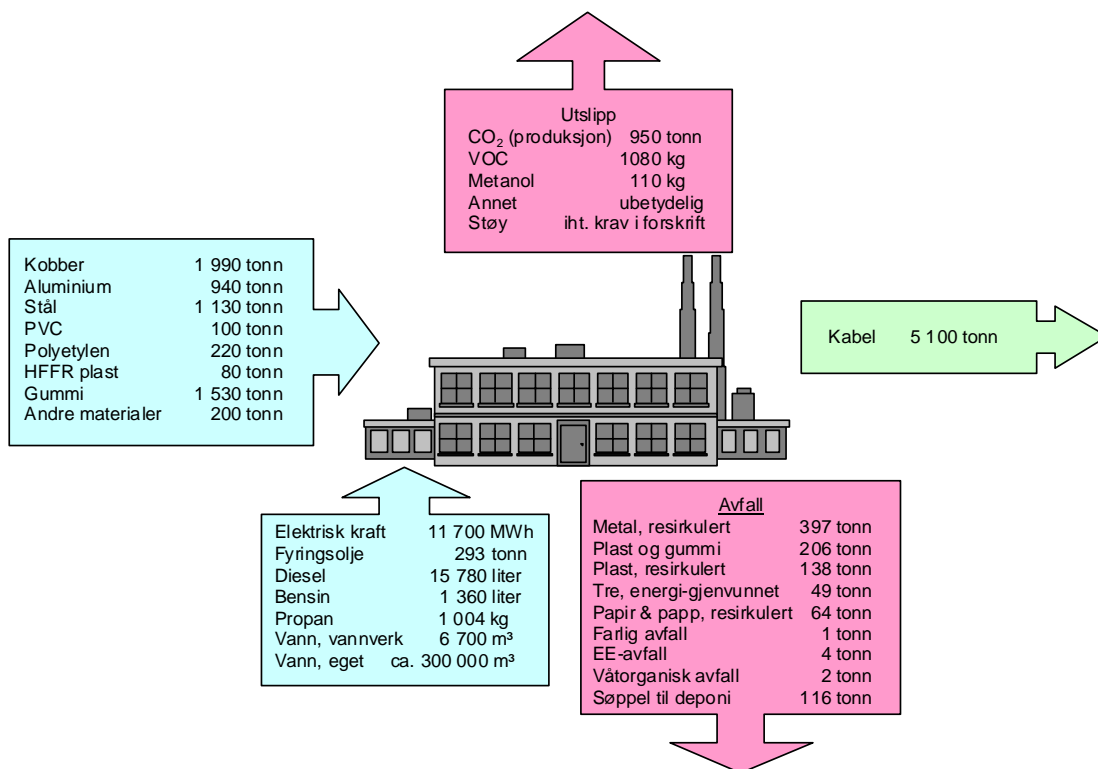 Utslipp
CO₂ (produksjon) 950 tonn
VOC 1080 kg
Metanol 110 kg
Annet ubetydelig
Støy iht. krav i forskrift
Kobber 1 990 tonn
Aluminium 940 tonn
Stål 1 130 tonn
PVC 100 tonn
Polyetylen 220 tonn
HFFR plast 80 tonn
Gummi 1 530 tonn
Andre materialer 200 tonn
Kabel 5 100 tonn
Elektrisk kraft 11 700 MWh
Fyringsolje 293 tonn
Diesel 15 780 liter
Bensin 1 360 liter
Propan 1 004 kg
Vann, vannverk 6 700 m³
Vann, eget ca. 300 000 m³
Avfall
Metal, resirkulert 397 tonn
Plast og gummi 206 tonn
Plast, resirkulert 138 tonn
Tre, energi-gjenvunnet 49 tonn
Papir & papp, resirkulert 64 tonn
Farlig avfall 1 tonn
EE-avfall 4 tonn
Våtorganisk avfall 2 tonn
Søppel til deponi 116 tonn